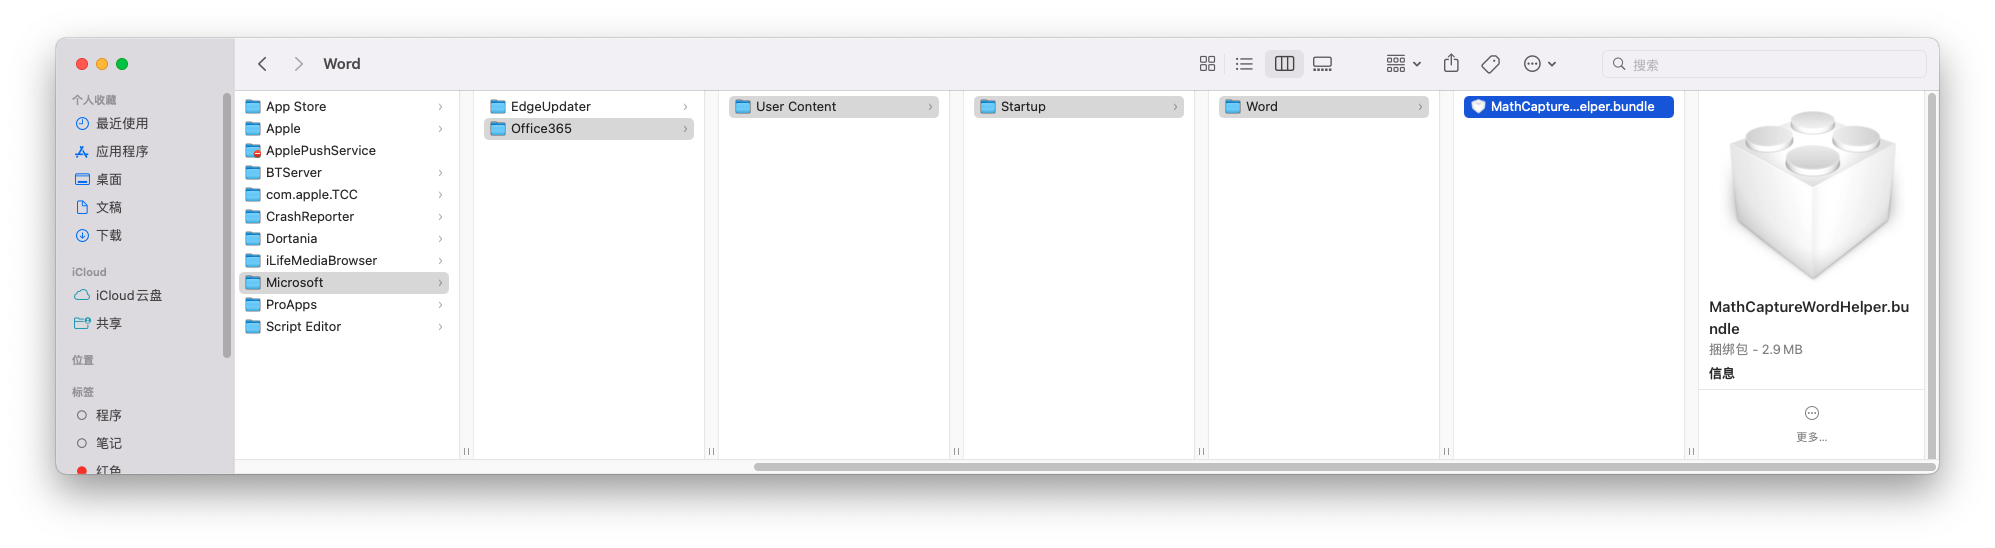 Word
搜索
个人收藏
最近使用
应用程序
桌面
文稿
下载
iCloud
iCloud云盘
共享
位置
标签
程序
笔记
红色
App Store
Apple
ApplePushService
BTServer
com.apple.TCC
CrashReporter
Dortania
iLifeMediaBrowser
Microsoft
ProApps
Script Editor
EdgeUpdater
Office365
User Content
Startup
Word
MathCapture...elper.bundle
MathCaptureWordHelper.bu
ndle
捆绑包 - 2.9 MB
信息
更多...